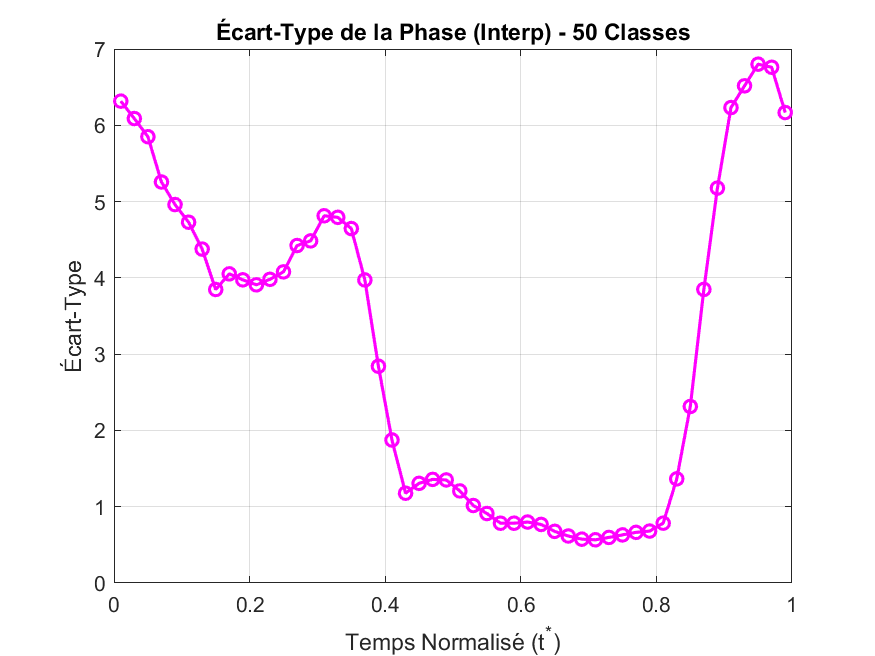 Écart-Type de la Phase (Interp) - 50 Classes
7
6
5
4
3
2
1
0
Écart-Type
0 0.2 0.4 0.6 0.8 1
Temps Normalisé (t*)